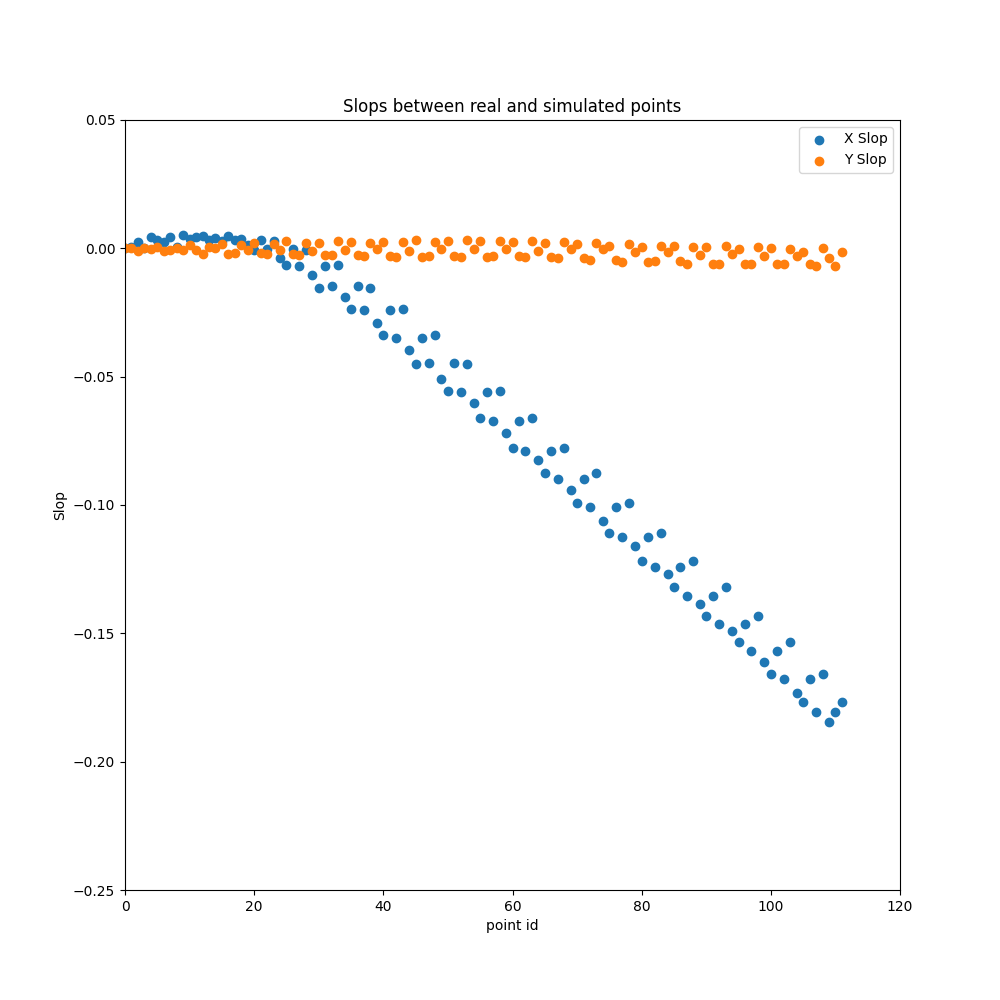 Slops between real and simulated points
X Slop
Y Slop
0.05
0.00
−0.05
−0.10
−0.15
−0.20
−0.25
Slop
0 20 40 60 80 100 120
point id